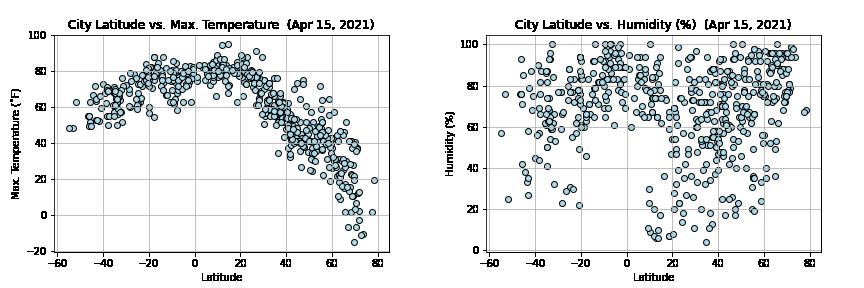 City Latitude vs. Max. Temperature (Apr 15, 2021)
100
80
60
40
20
0
−20
Max. Temperature (°F)
−60 −40 −20 0 20 40 60 80
Latitude
City Latitude vs. Humidity (%) (Apr 15, 2021)
100
80
60
40
20
0
Humidity (%)
−60 −40 −20 0 20 40 60 80
Latitude